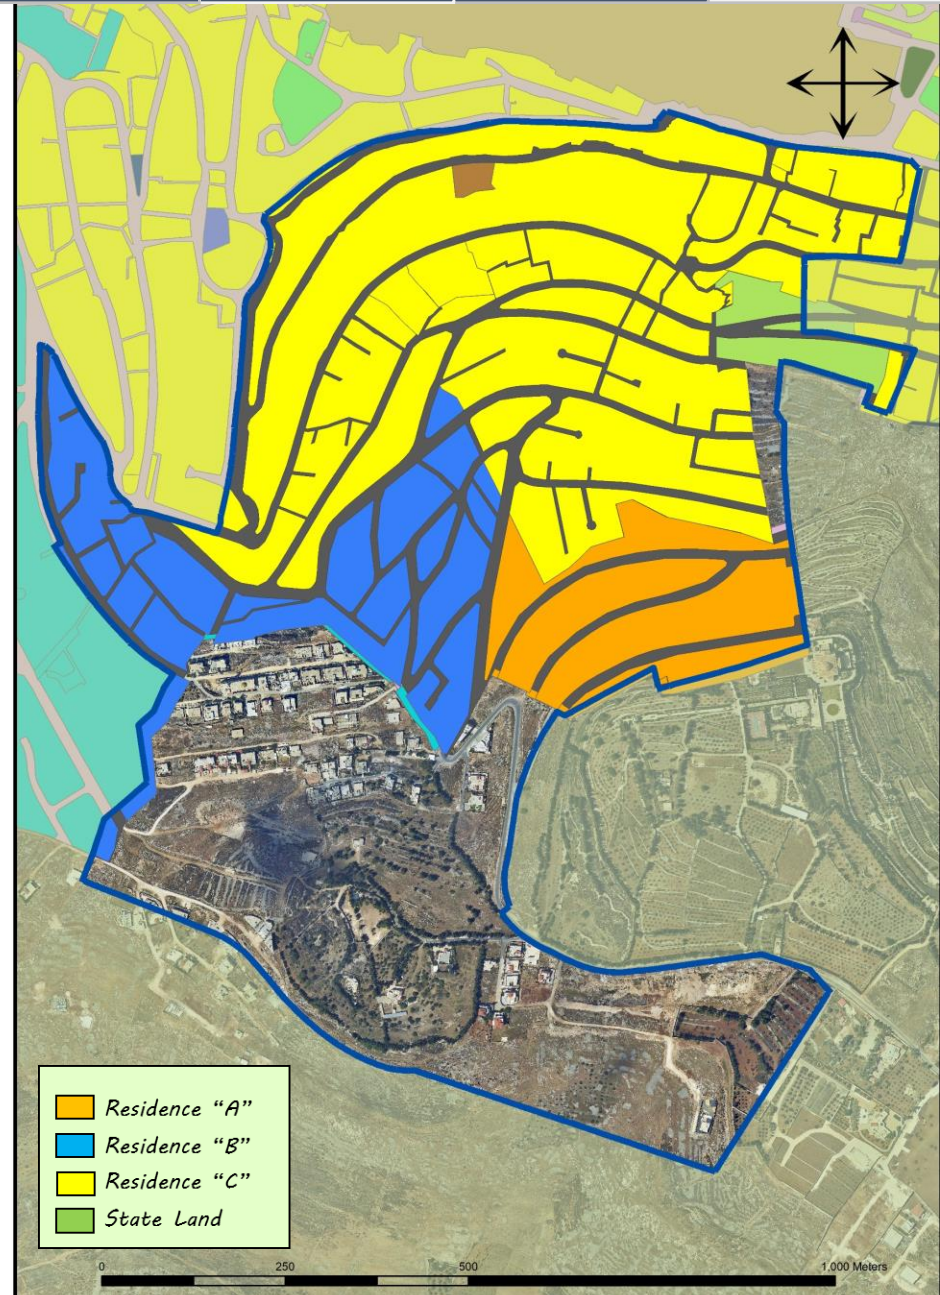 Residence “A”
Residence “B”
Residence “C”
State Land
0 250 500 1,000 Meters